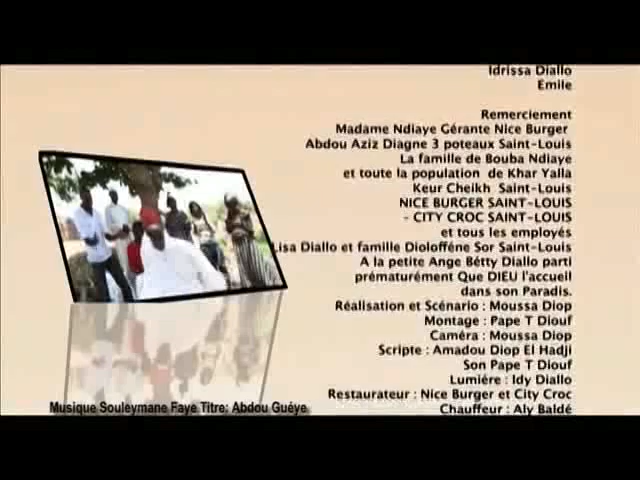 Idrissa Diallo
Emile
Remerciement
Madame Ndiaye Gérante Nice Burger
Abdou Aziz Diagne 3 poteaux Saint-Louis
La famille de Bouba Ndiaye
et toute la population de Khar Yalla
Keur Cheikh Saint-Louis
NICE BURGER SAINT-LOUIS
- CITY CROC SAINT-LOUIS
et tous les employés
Lisa Diallo et famille Diolofféne Sor Saint-Louis
A la petite Ange Bétty Diallo parti
prématurément Que DIEU l'accueil
dans son Paradis.
Réalisation et Scénario : Moussa Diop
Montage : Pape T Diouf
Caméra : Moussa Diop
Scripte : Amadou Diop El Hadji
Son Pape T Diouf
Lumiére : Idy Diallo
Restaurateur : Nice Burger et City Croc
Chauffeur : Aly Baldé
Musique Souleymane Faye Titre: Abdou Guéye